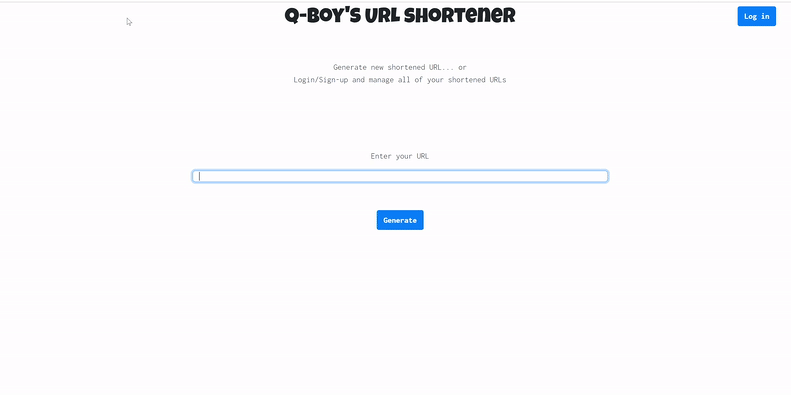 Q-BOY'S URL SHORTENER
Log in
Generate new shortened URL... or
Login/Sign-up and manage all of your shortened URLs
Enter your URL
Generate